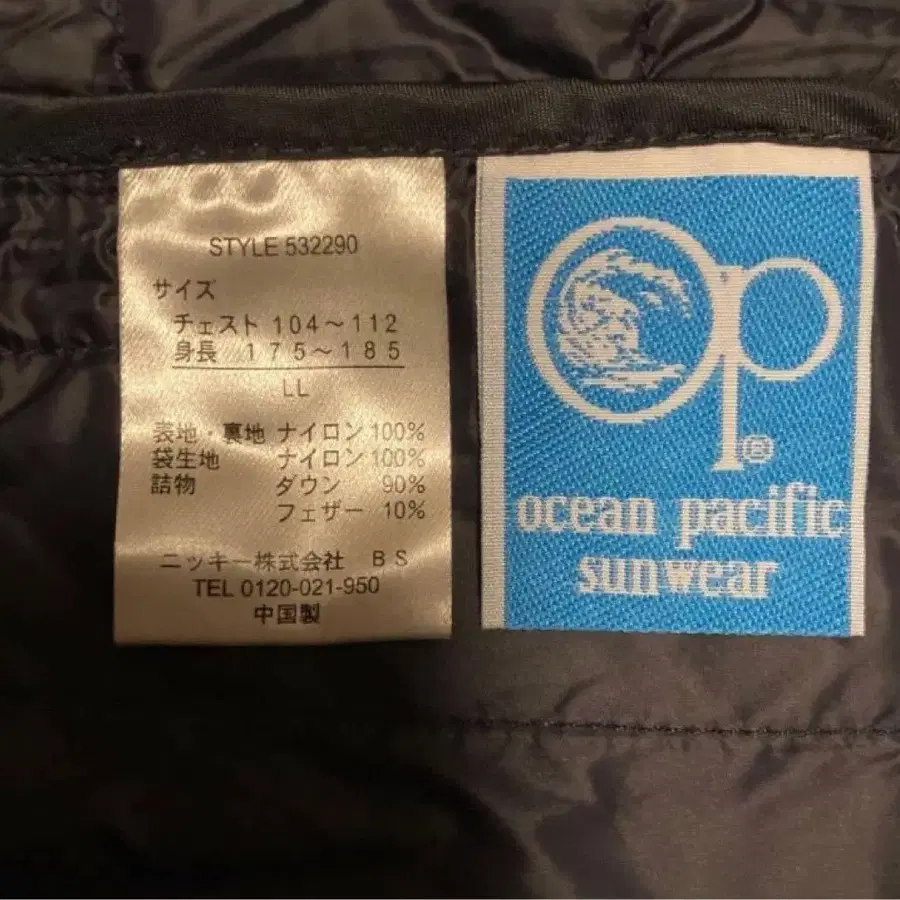 STYLE 532290
サイズ
チェスト 104～112
身長 175～185
LL
表地・裏地 ナイロン 100%
袋生地 ナイロン 100%
詰物 ダウン 90%
フェザー 10%
ニッキー株式会社 BS
TEL 0120-021-950
中国製
op®
ocean pacific
sunwear